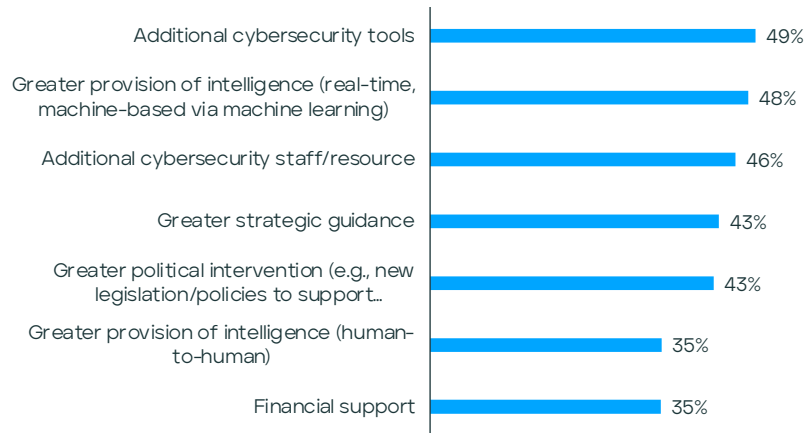 Additional cybersecurity tools
49%
Greater provision of intelligence (real-time,
machine-based via machine learning)
48%
Additional cybersecurity staff/resource
46%
Greater strategic guidance
43%
Greater political intervention (e.g., new
legislation/policies to support...
43%
Greater provision of intelligence (human-
to-human)
35%
Financial support
35%